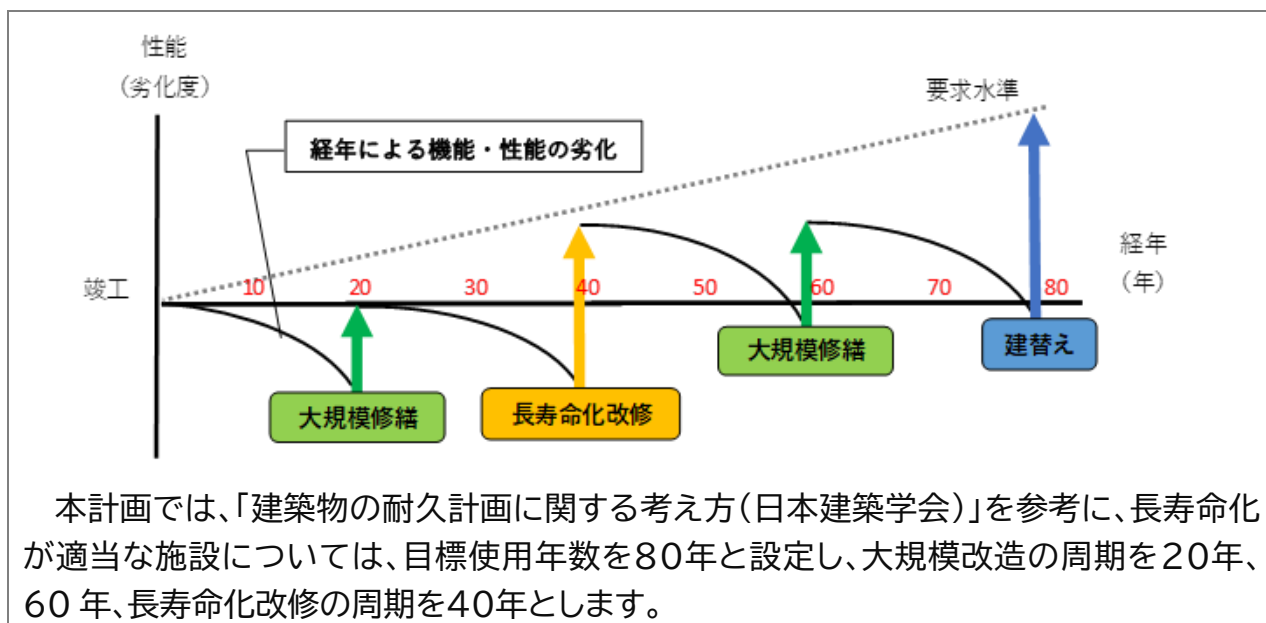 性能
（劣化度）
要求水準
経年による機能・性能の劣化
経年
（年）
竣工
10 20 30 40 50 60 70 80
大規模修繕
建替え
大規模修繕
長寿命化改修
本計画では、「建築物の耐久計画に関する考え方（日本建築学会）」を参考に、長寿命化
が適当な施設については、目標使用年数を80年と設定し、大規模改造の周期を20年、
60 年、長寿命化改修の周期を40年とします。